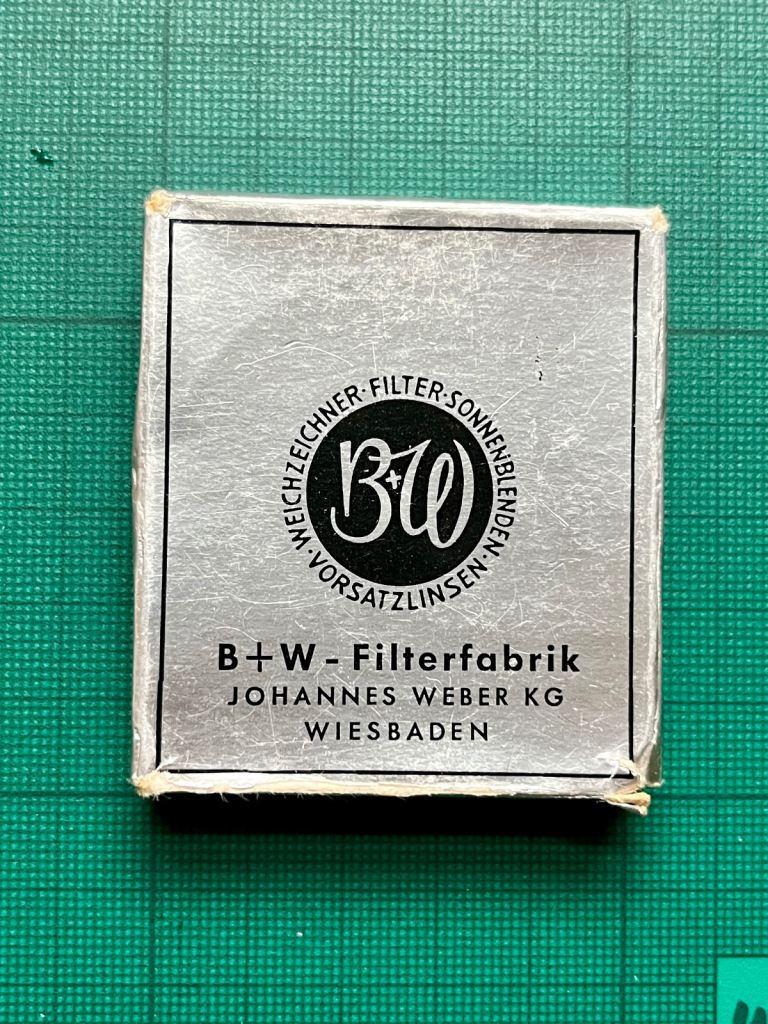 WEICHZEICHNER·FILTER·SONNENBLENDEN·VORSATZLINSEN·
B+W
B+W - Filterfabrik
JOHANNES WEBER KG
WIESBADEN